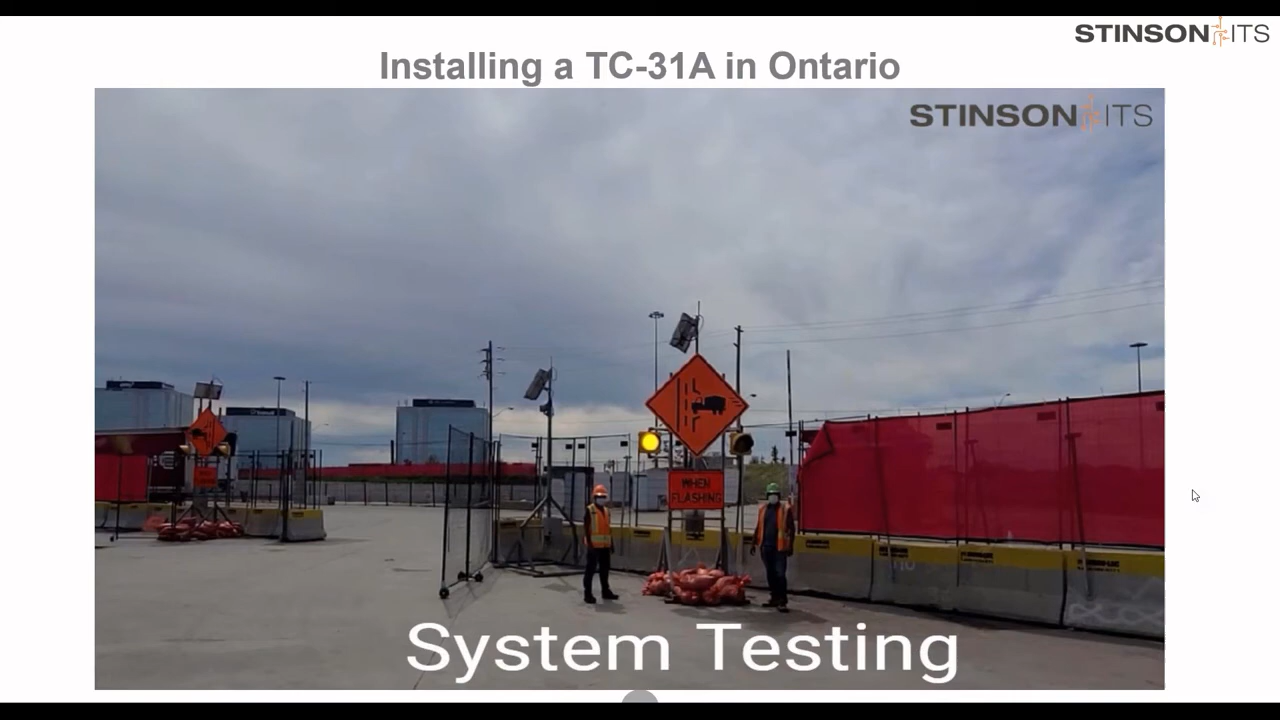 STINSON ITS
Installing a TC-31A in Ontario
STINSON ITS
WHEN
FLASHING
System Testing